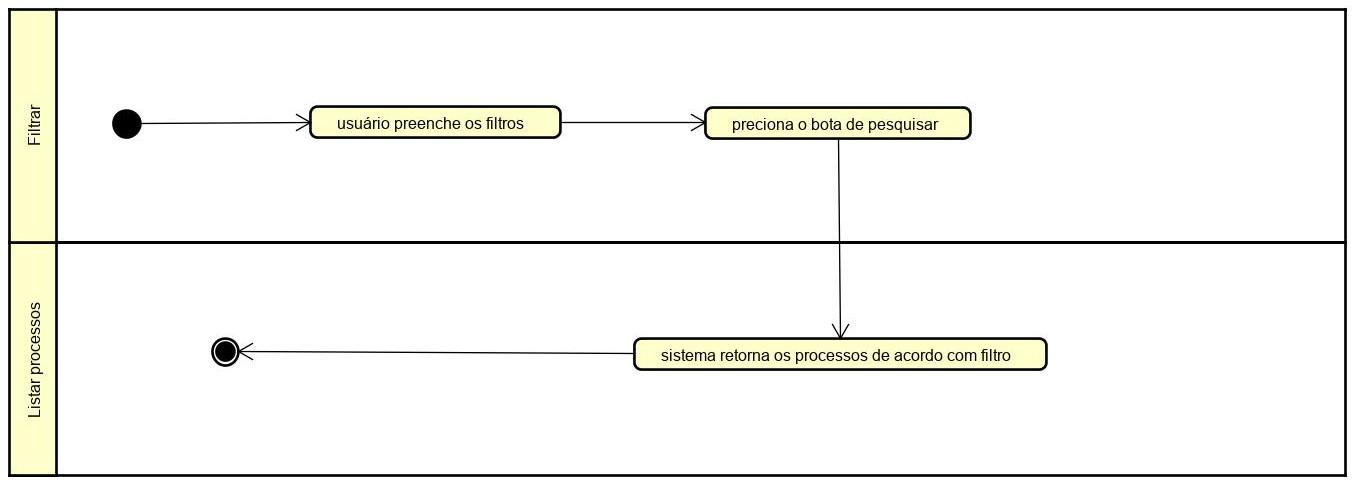 Filtrar
usuário preenche os filtros
preciona o bota de pesquisar
Listar processos
sistema retorna os processos de acordo com filtro